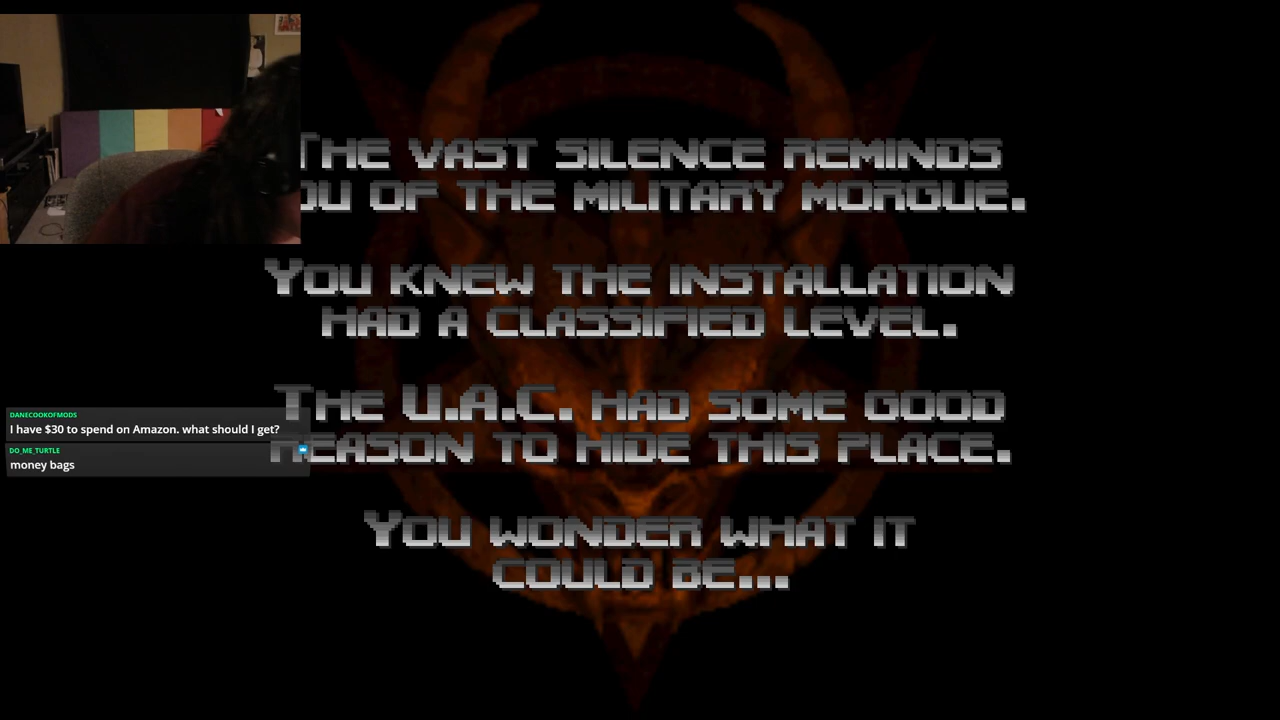 THE VAST SILENCE REMINDS
OU OF THE MILITARY MORGUE.
YOU KNEW THE INSTALLATION
HAD A CLASSIFIED LEVEL.
THE U.A.C. HAD SOME GOOD
REASON TO HIDE THIS PLACE.
YOU WONDER WHAT IT
COULD BE...
DANECOOKOFMODS
I have $30 to spend on Amazon. what should I get?
DO_ME_TURTLE
money bags